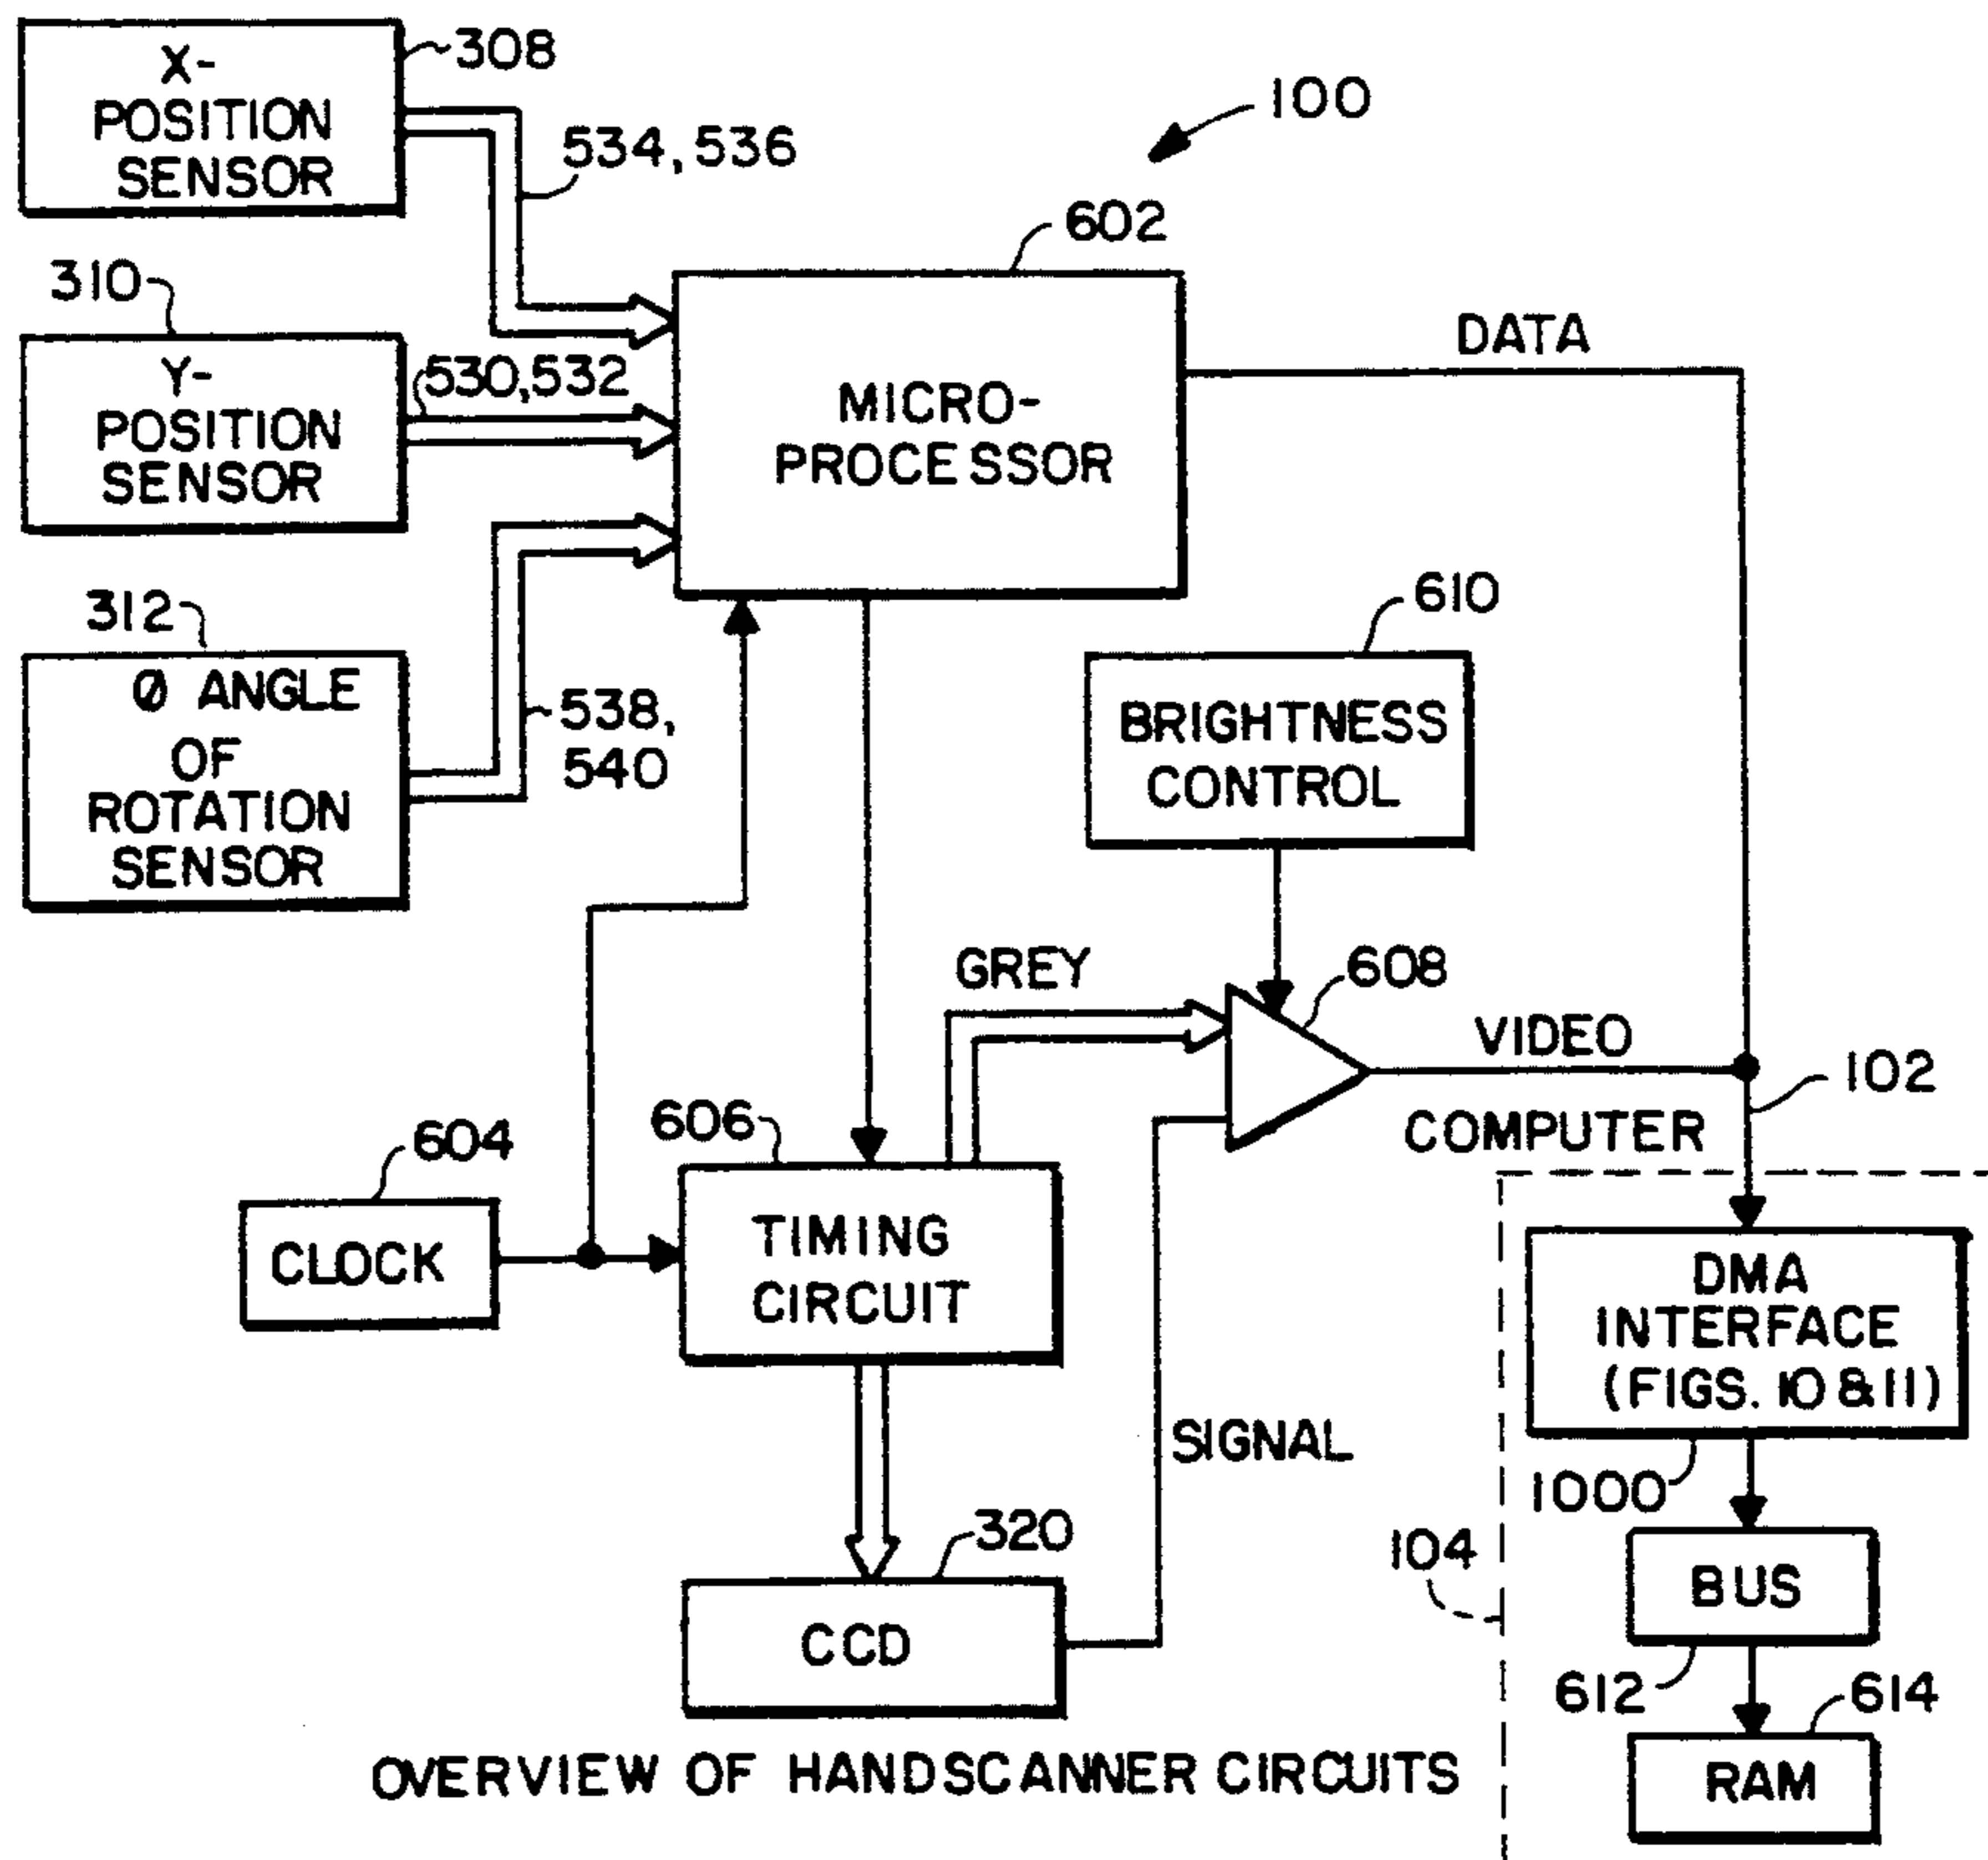 X-
POSITION
SENSOR
308
534, 536
100
602
310
Y-
POSITION
SENSOR
530, 532
MICRO-
PROCESSOR
DATA
312
Ø ANGLE
OF
ROTATION
SENSOR
538,
540
610
BRIGHTNESS
CONTROL
GREY
608
VIDEO
102
COMPUTER
604
CLOCK
606
TIMING
CIRCUIT
DMA
INTERFACE
(FIGS. 10 & 11)
SIGNAL
1000
320
CCD
104
BUS
612
614
RAM
OVERVIEW OF HANDSCANNER CIRCUITS